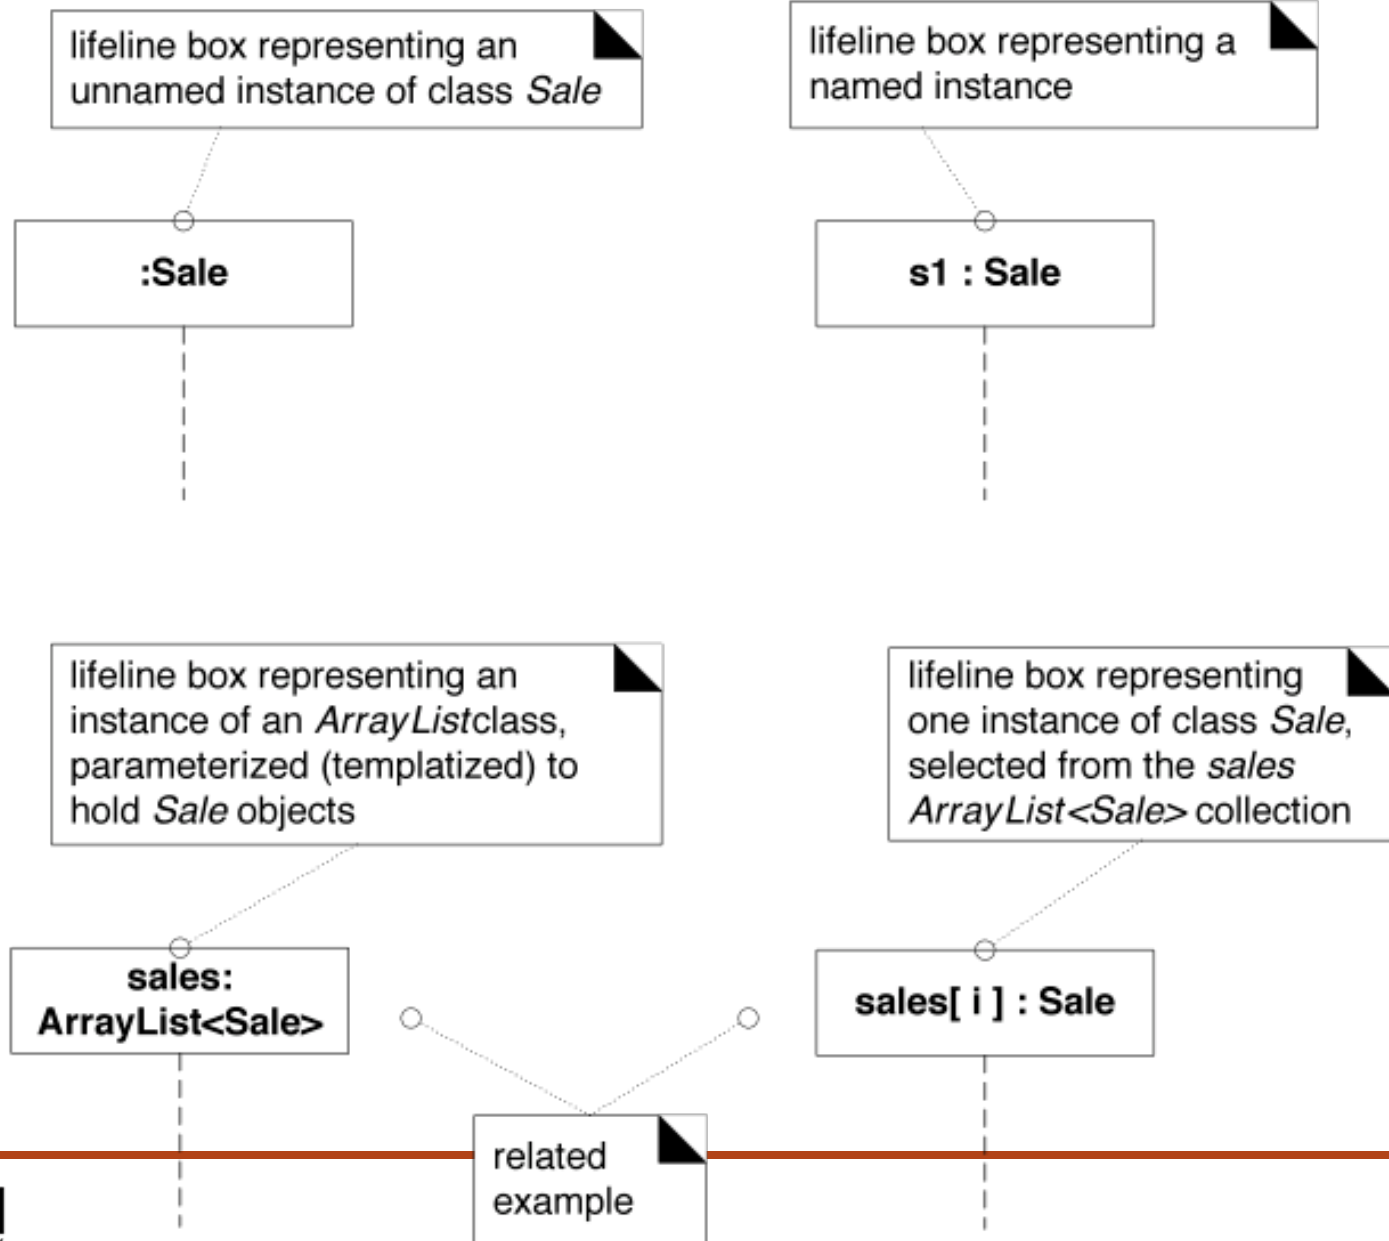 lifeline box representing an
unnamed instance of class Sale
lifeline box representing a
named instance
:Sale
s1 : Sale
lifeline box representing an
instance of an ArrayListclass,
parameterized (templatized) to
hold Sale objects
lifeline box representing
one instance of class Sale,
selected from the sales
ArrayList<Sale> collection
sales:
ArrayList<Sale>
sales[ i ] : Sale
related
example